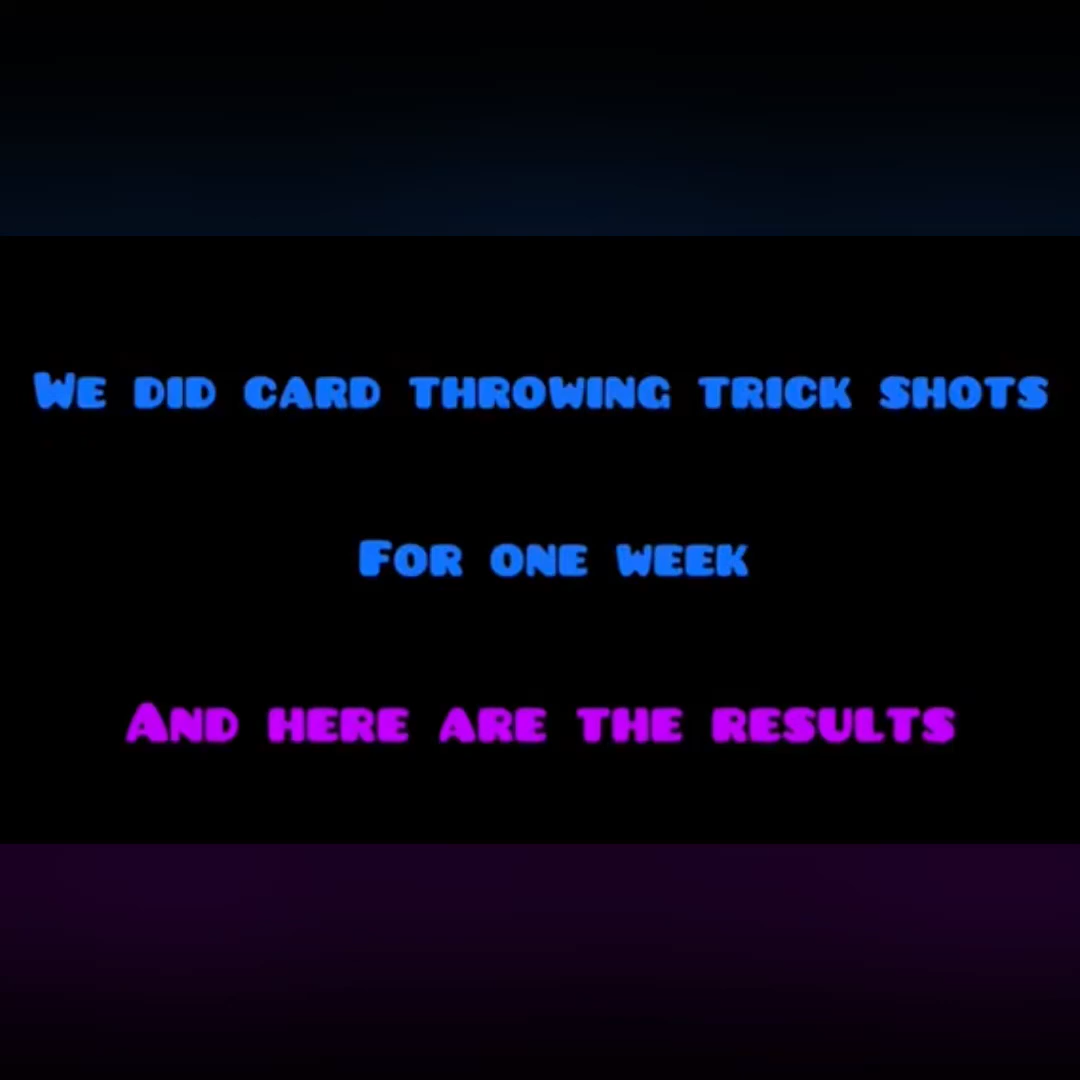 We did card throwing trick shots
For one week
And here are the results